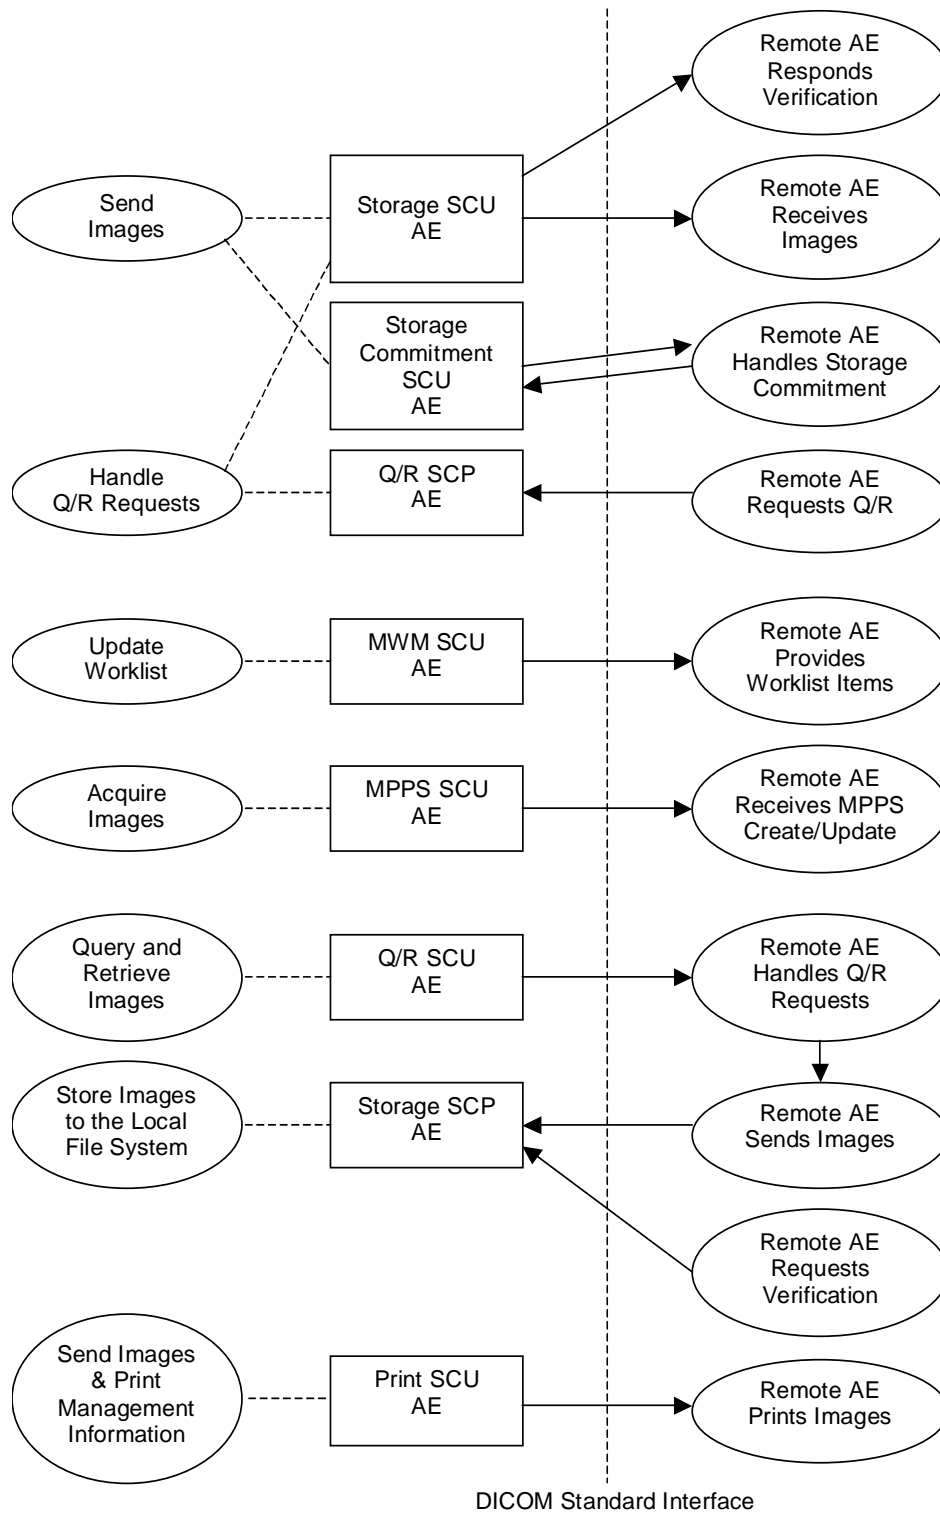 Remote AE
Responds
Verification
Send
Images
Storage SCU
AE
Remote AE
Receives
Images
Storage
Commitment
SCU
AE
Remote AE
Handles Storage
Commitment
Handle
Q/R Requests
Q/R SCP
AE
Remote AE
Requests Q/R
Update
Worklist
MWM SCU
AE
Remote AE
Provides
Worklist Items
Acquire
Images
MPPS SCU
AE
Remote AE
Receives MPPS
Create/Update
Query and
Retrieve
Images
Q/R SCU
AE
Remote AE
Handles Q/R
Requests
Store Images
to the Local
File System
Storage SCP
AE
Remote AE
Sends Images
Remote AE
Requests
Verification
Send Images
& Print
Management
Information
Print SCU
AE
Remote AE
Prints Images
DICOM Standard Interface